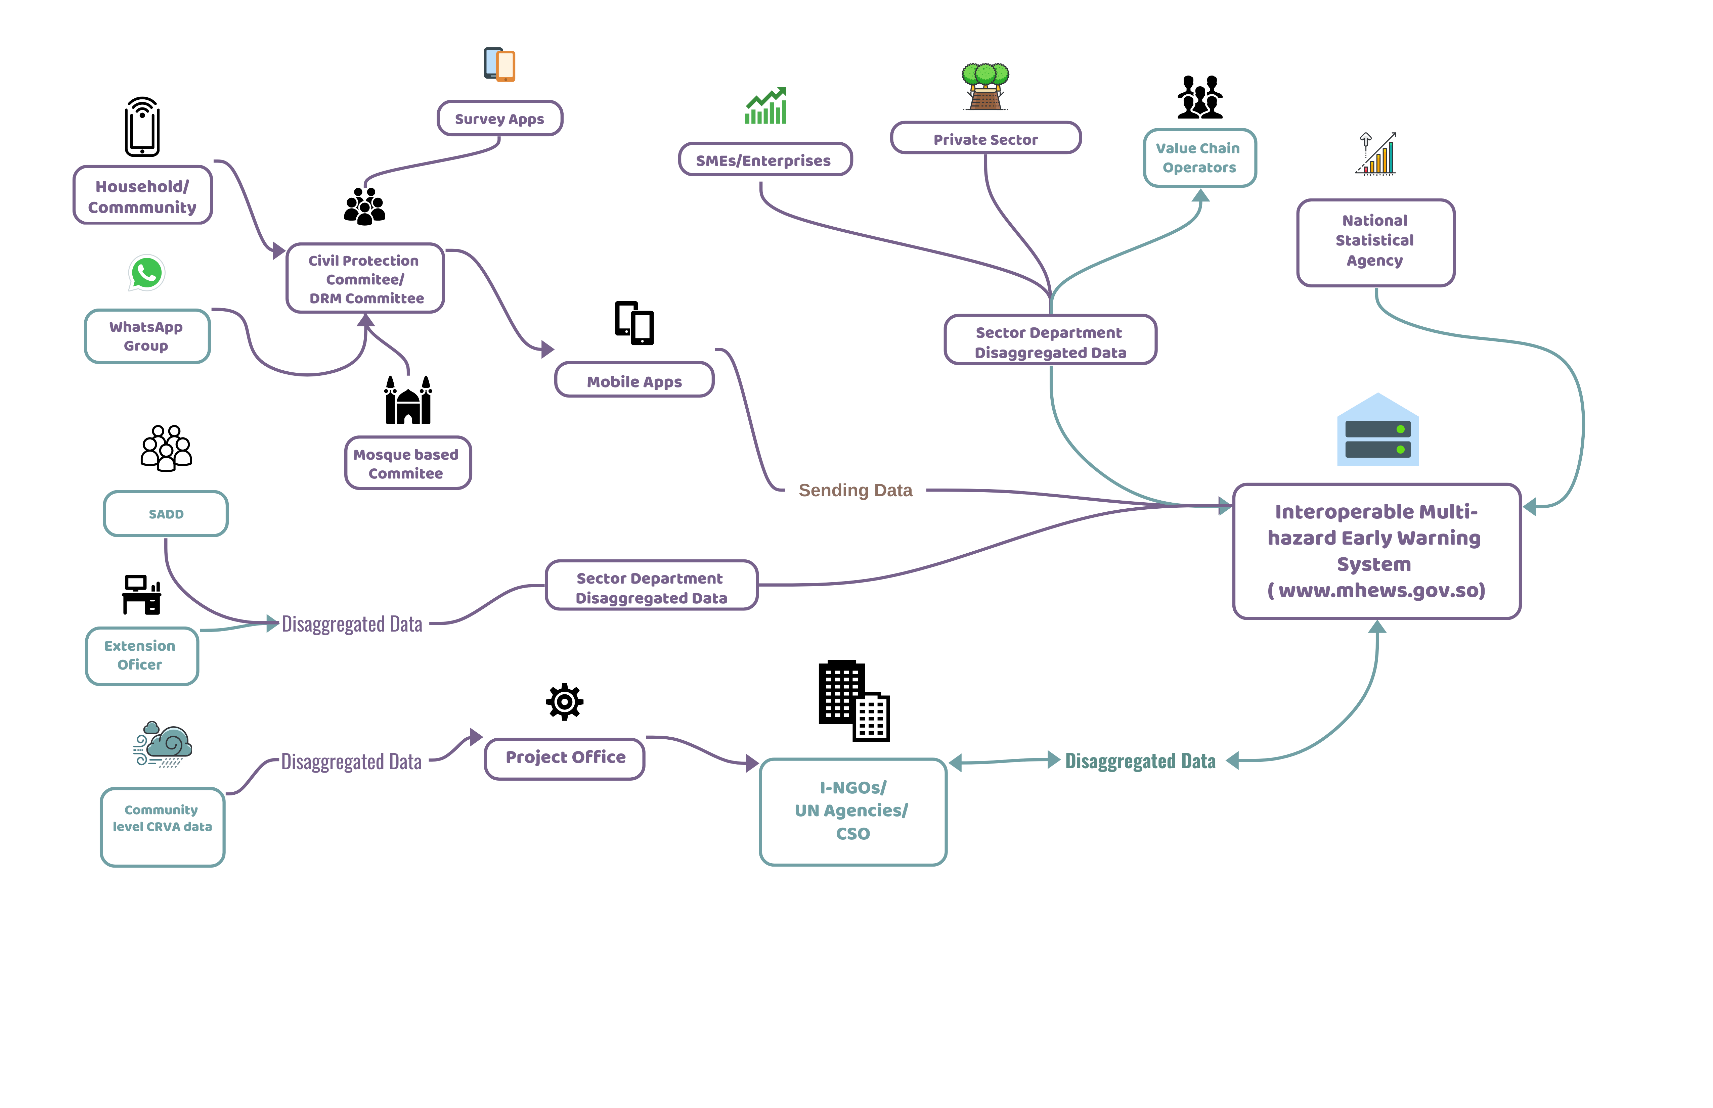 Survey Apps
Household/
Commmunity
SMEs/Enterprises
Private Sector
Value Chain
Operators
National
Statistical
Agency
Civil Protection
Commitee/
DRM Committee
WhatsApp
Group
Mobile Apps
Sector Department
Disaggregated Data
Mosque based
Commitee
Sending Data
SADD
Interoperable Multi-
hazard Early Warning
System
( www.mhews.gov.so)
Sector Department
Disaggregated Data
Disaggregated Data
Extension
Oficer
Disaggregated Data
Project Office
I-NGOs/
UN Agencies/
CSO
Disaggregated Data
Community
level CRVA data